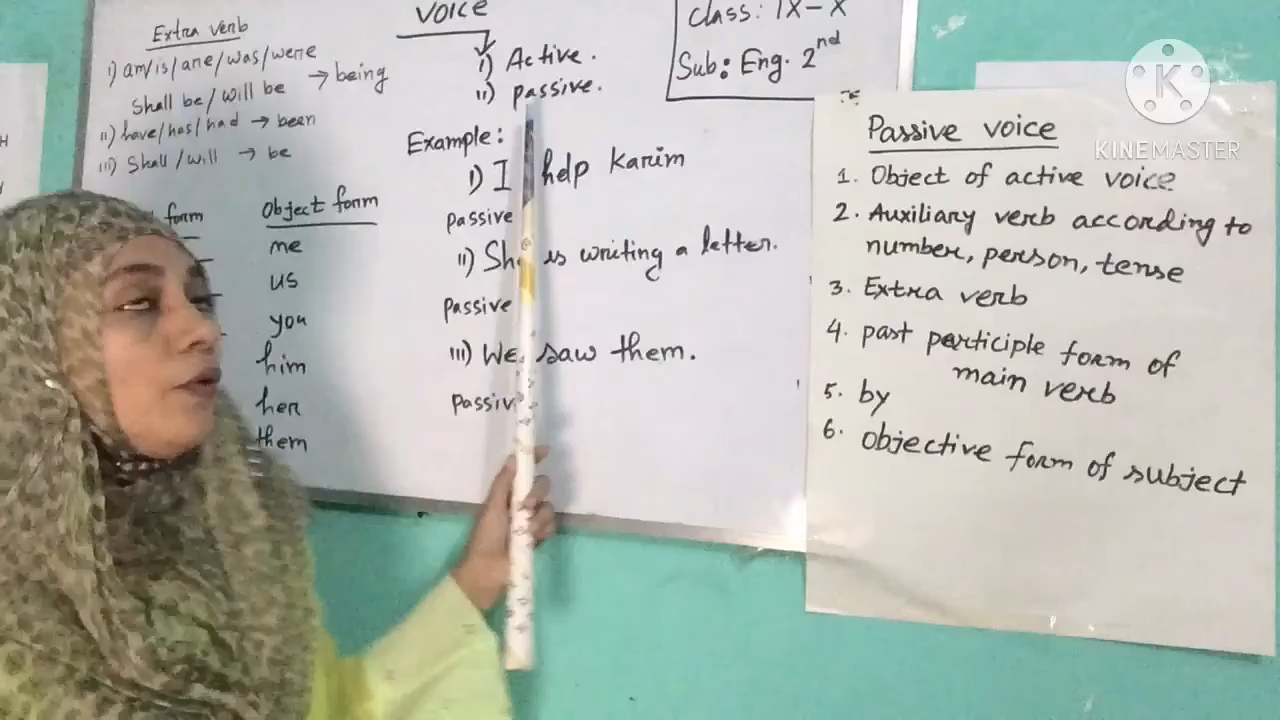 Extra verb
i) am/is/are/was/were
Shall be/will be → being
ii) have/has/had → been
iii) Shall/will → be
form
Object form
me
us
you
him
her
them
VOICE
i) Active.
ii) passive.
Example:
i) I help Karim
passive
ii) She is writing a letter.
passive
iii) We saw them.
passiv
Class: IX-X
Sub: Eng. 2nd
Passive voice
1. Object of active voice
2. Auxiliary verb according to
number, person, tense
3. Extra verb
4. past participle form of
main verb
5. by
6. Objective form of subject
K
KINEMASTER